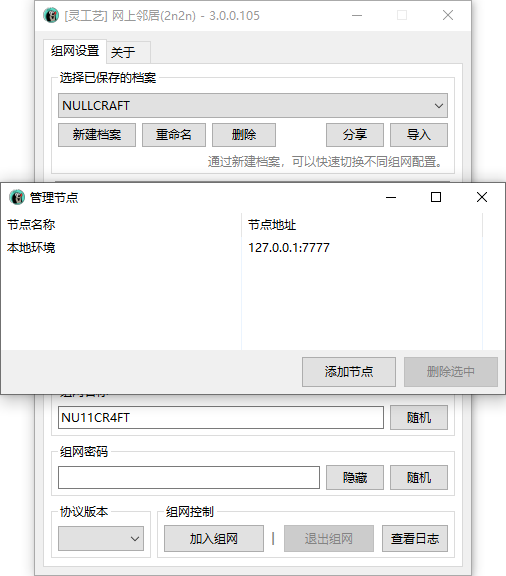 [灵工艺] 网上邻居(2n2n) - 3.0.0.105
组网设置 关于
选择已保存的档案
NULLCRAFT
新建档案 重命名 删除 分享 导入
通过新建档案，可以快速切换不同组网配置。
管理节点
节点名称 节点地址
本地环境 127.0.0.1:7777
添加节点 删除选中
NU11CR4FT 随机
组网密码
隐藏 随机
协议版本 组网控制
加入组网 | 退出组网 查看日志